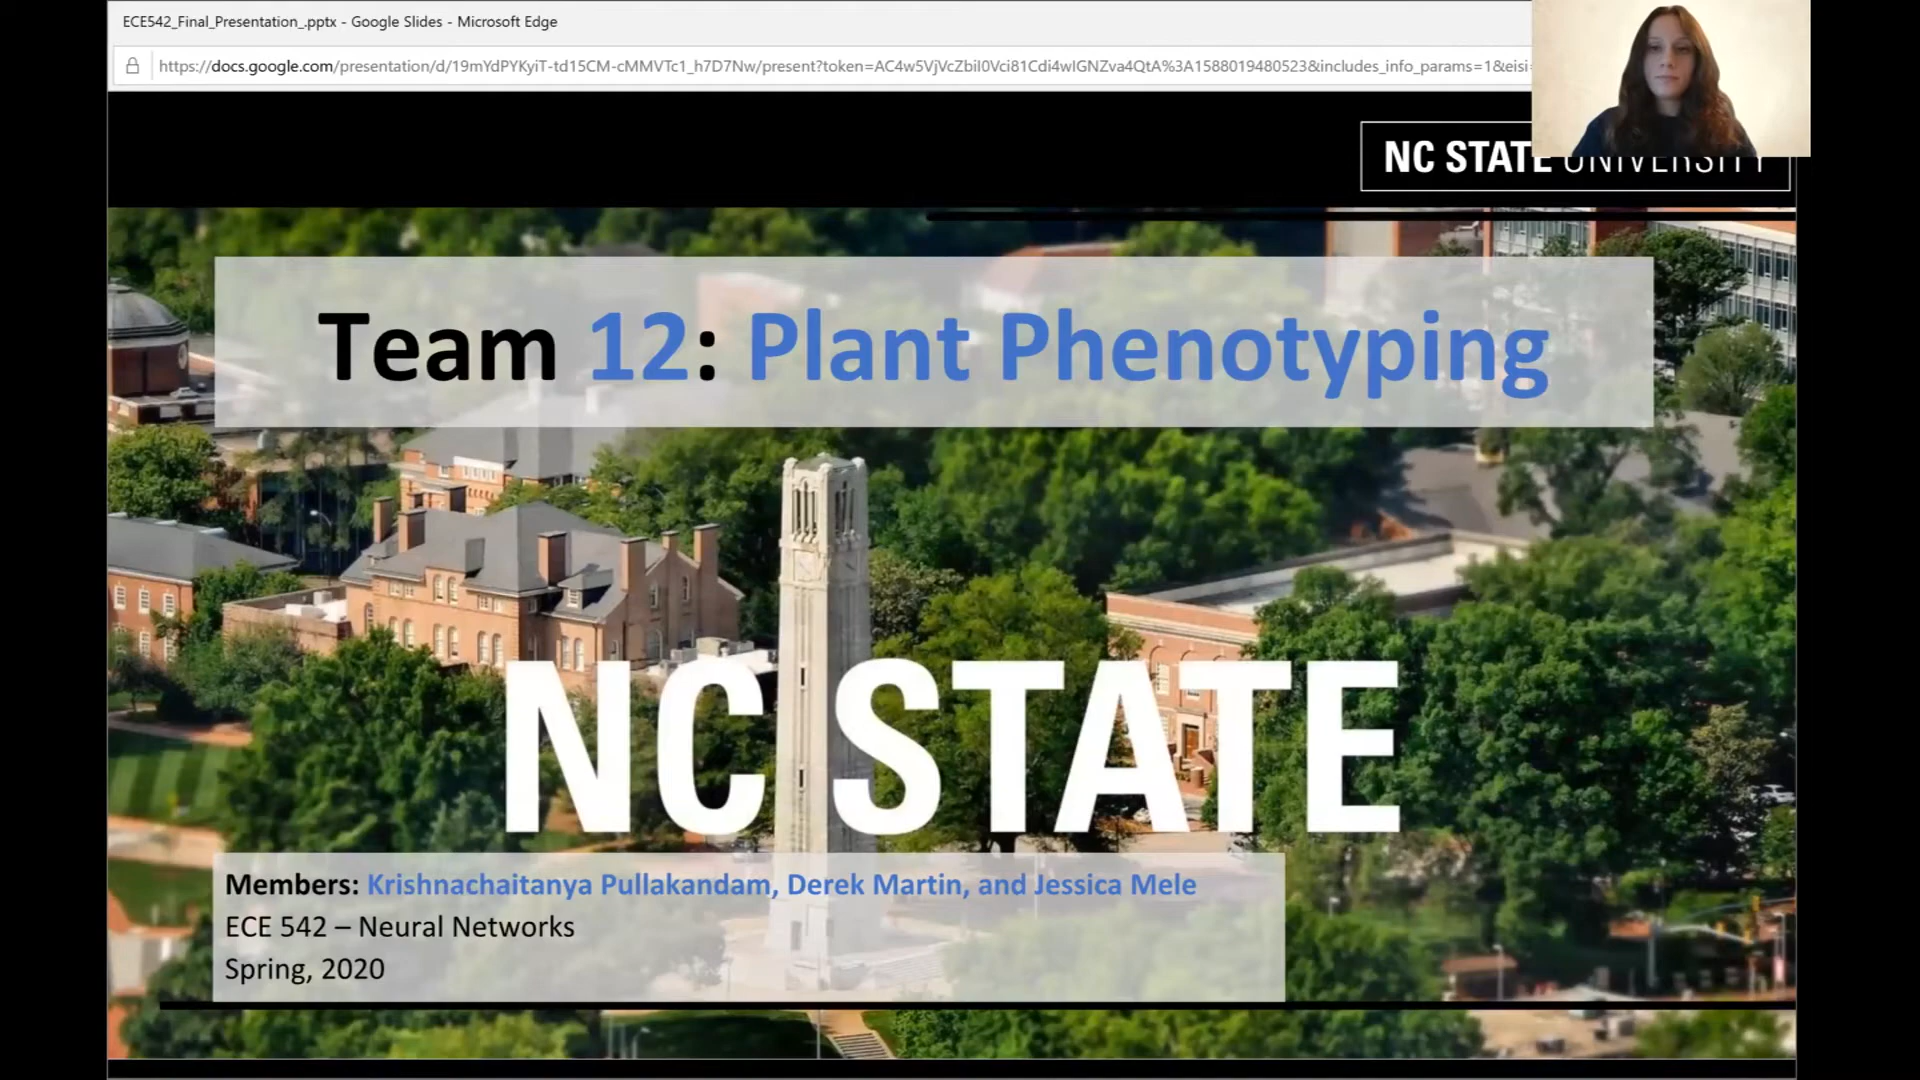 ECE542_Final_Presentation_.pptx - Google Slides - Microsoft Edge
https://docs.google.com/presentation/d/19mYdPYKyiT-td15CM-cMMVTc1_h7D7Nw/present?token=AC4w5VjVcZbiI0Vci81Cdi4wIGNZva4QtA%3A1588019480523&includes_info_params=1&eisi=
NC STATE UNIVERSITY
Team 12: Plant Phenotyping
NC STATE
Members: Krishnachaitanya Pullakandam, Derek Martin, and Jessica Mele
ECE 542 – Neural Networks
Spring, 2020